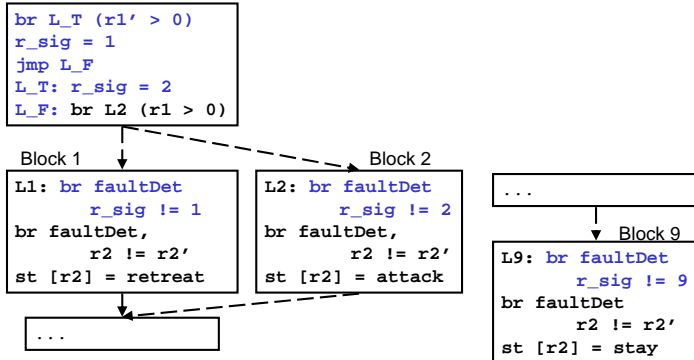 br L_T (r1’ > 0)
r_sig = 1
jmp L_F
L_T: r_sig = 2
L_F: br L2 (r1 > 0)
Block 1
L1: br faultDet
r_sig != 1
br faultDet,
r2 != r2’
st [r2] = retreat
...
Block 2
L2: br faultDet
r_sig != 2
br faultDet,
r2 != r2’
st [r2] = attack
...
Block 9
L9: br faultDet
r_sig != 9
br faultDet
r2 != r2’
st [r2] = stay